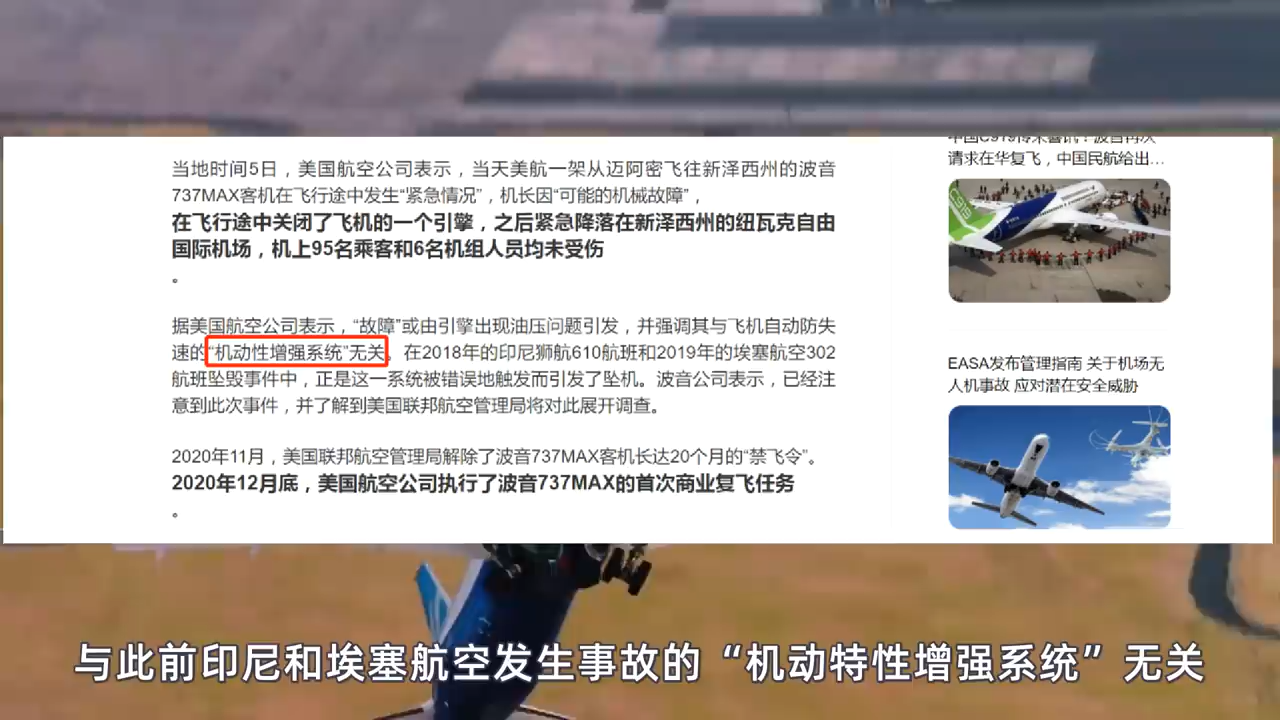 当地时间5日，美国航空公司表示，当天美航一架从迈阿密飞往新泽西州的波音
737MAX客机在飞行途中发生“紧急情况”，机长因“可能的机械故障”，
在飞行途中关闭了飞机的一个引擎，之后紧急降落在新泽西州的纽瓦克自由
国际机场，机上95名乘客和6名机组人员均未受伤
。
据美国航空公司表示，“故障”或由引擎出现油压问题引发，并强调其与飞机自动防失
速的“机动性增强系统”无关。在2018年的印尼狮航610航班和2019年的埃塞航空302
航班坠毁事件中，正是这一系统被错误地触发而引发了坠机。波音公司表示，已经注
意到此次事件，并了解到美国联邦航空管理局将对此展开调查。
2020年11月，美国联邦航空管理局解除了波音737MAX客机长达20个月的“禁飞令”。
2020年12月底，美国航空公司执行了波音737MAX的首次商业复飞任务
。
中国C919传来喜讯！波音再次
请求在华复飞，中国民航给出...
C919
EASA发布管理指南 关于机场无
人机事故 应对潜在安全威胁
与此前印尼和埃塞航空发生事故的“机动特性增强系统”无关